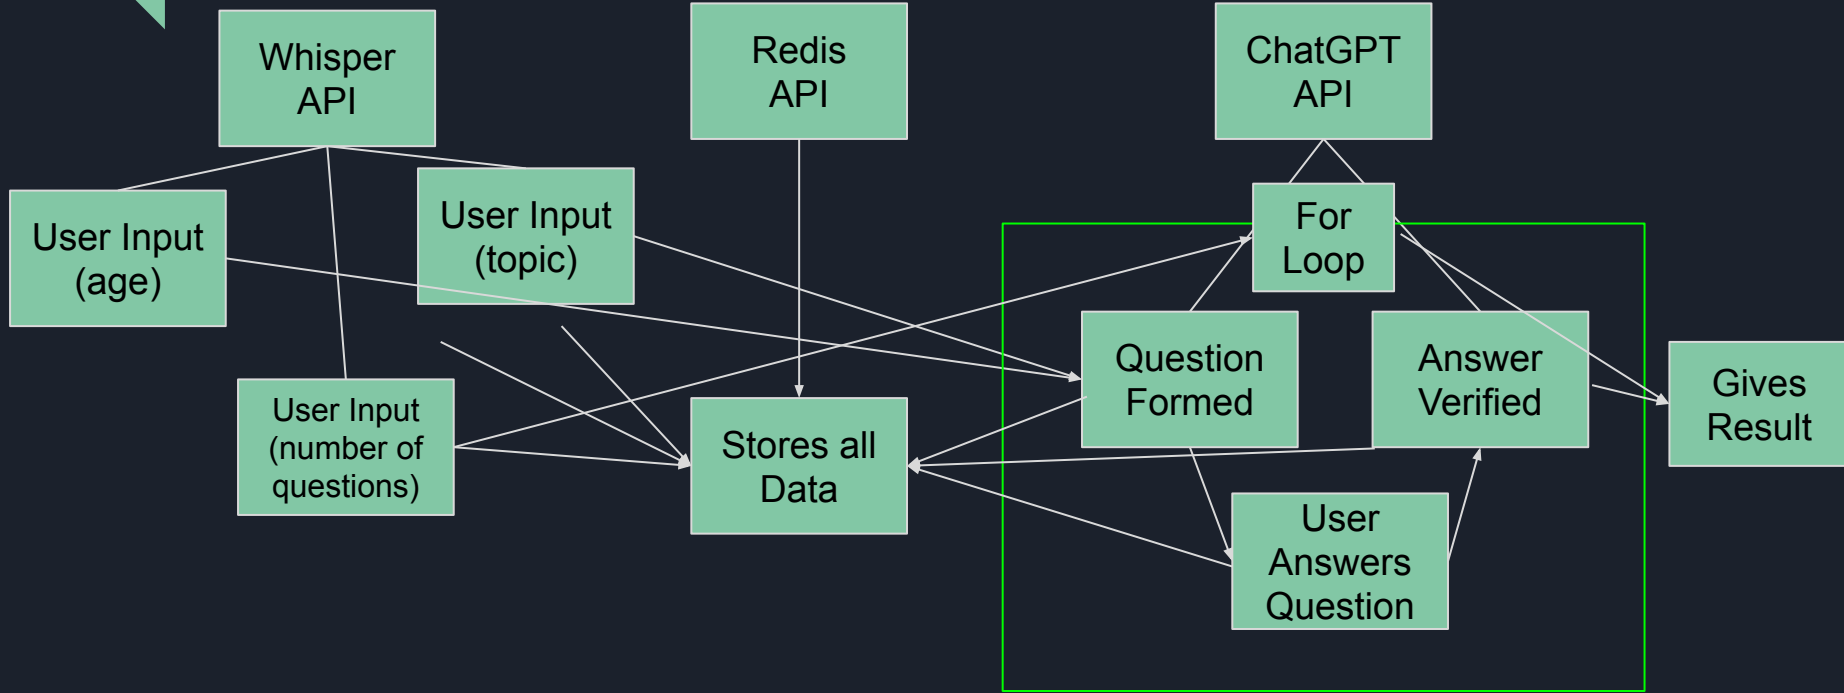 Whisper
API
Redis
API
ChatGPT
API
User Input
(age)
User Input
(topic)
For
Loop
User Input
(number of
questions)
Stores all
Data
Question
Formed
Answer
Verified
Gives
Result
User
Answers
Question